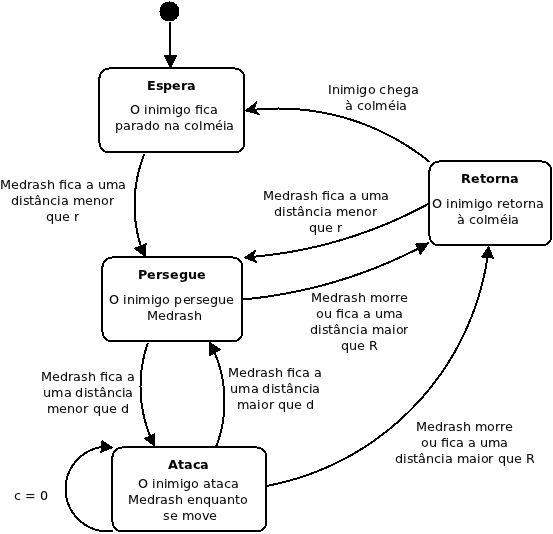 Espera
O inimigo fica
parado na colméia
Inimigo chega
à colméia
Retorna
O inimigo retorna
à colméia
Medrash fica a uma
distância menor
que r
Medrash fica a uma
distância menor
que r
Persegue
O inimigo persegue
Medrash
Medrash morre
ou fica a uma
distância maior
que R
Medrash fica a
uma distância
menor que d
Medrash fica a
uma distância
maior que d
Medrash morre
ou fica a uma
distância maior que R
Ataca
O inimigo ataca
Medrash enquanto
se move
c = 0